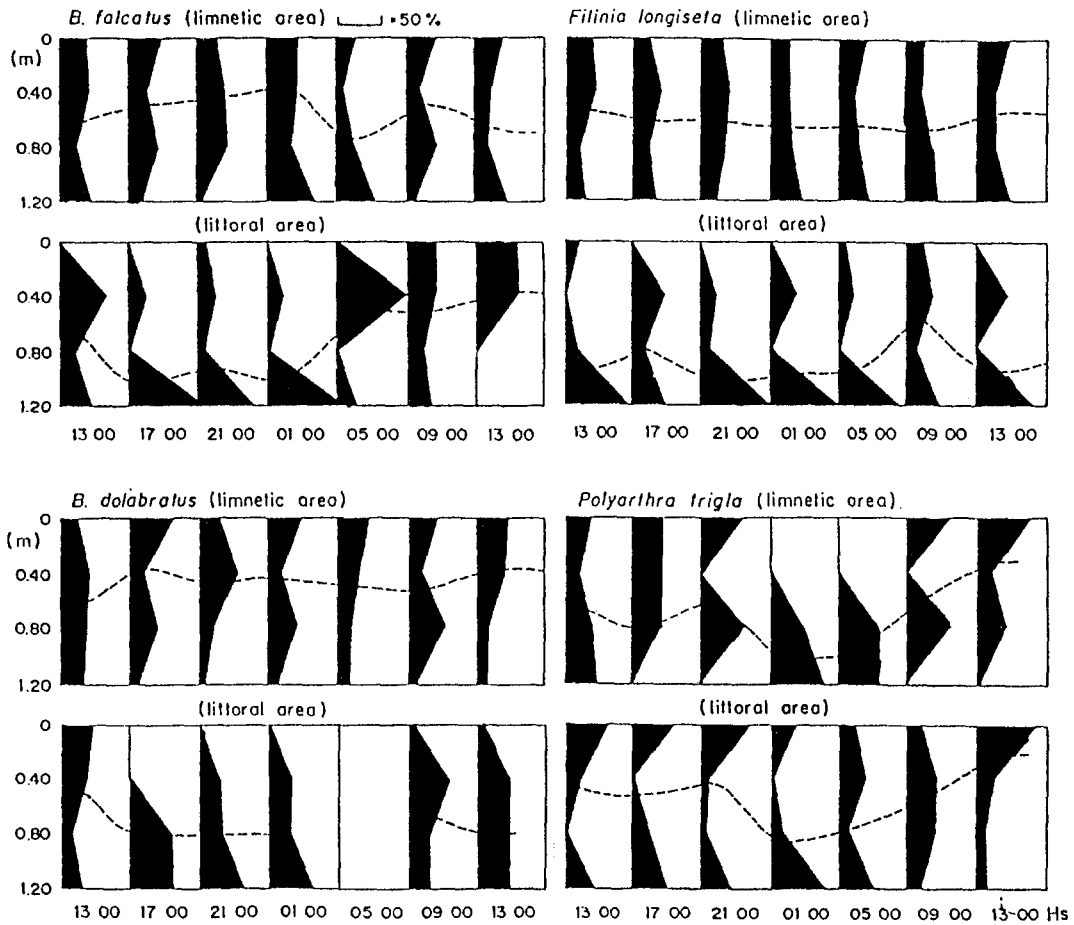 B. falcatus (limnetic area) = 50 %
Filinia longiseta (limnetic area)
0
(m)
0.40
0.80
1.20
(littoral area)
(littoral area)
0
0.40
0.80
1.20
13 00 17 00 21 00 01 00 05 00 09 00 13 00
13 00 17 00 21 00 01 00 05 00 09 00 13 00
B. dolabratus (limnetic area)
Polyarthra trigla (limnetic area)
0
(m)
0.40
0.80
1.20
(littoral area)
(littoral area)
0
0.40
0.80
1.20
13 00 17 00 21 00 01 00 05 00 09 00 13 00
13 00 17 00 21 00 01 00 05 00 09 00 13 00 Hs